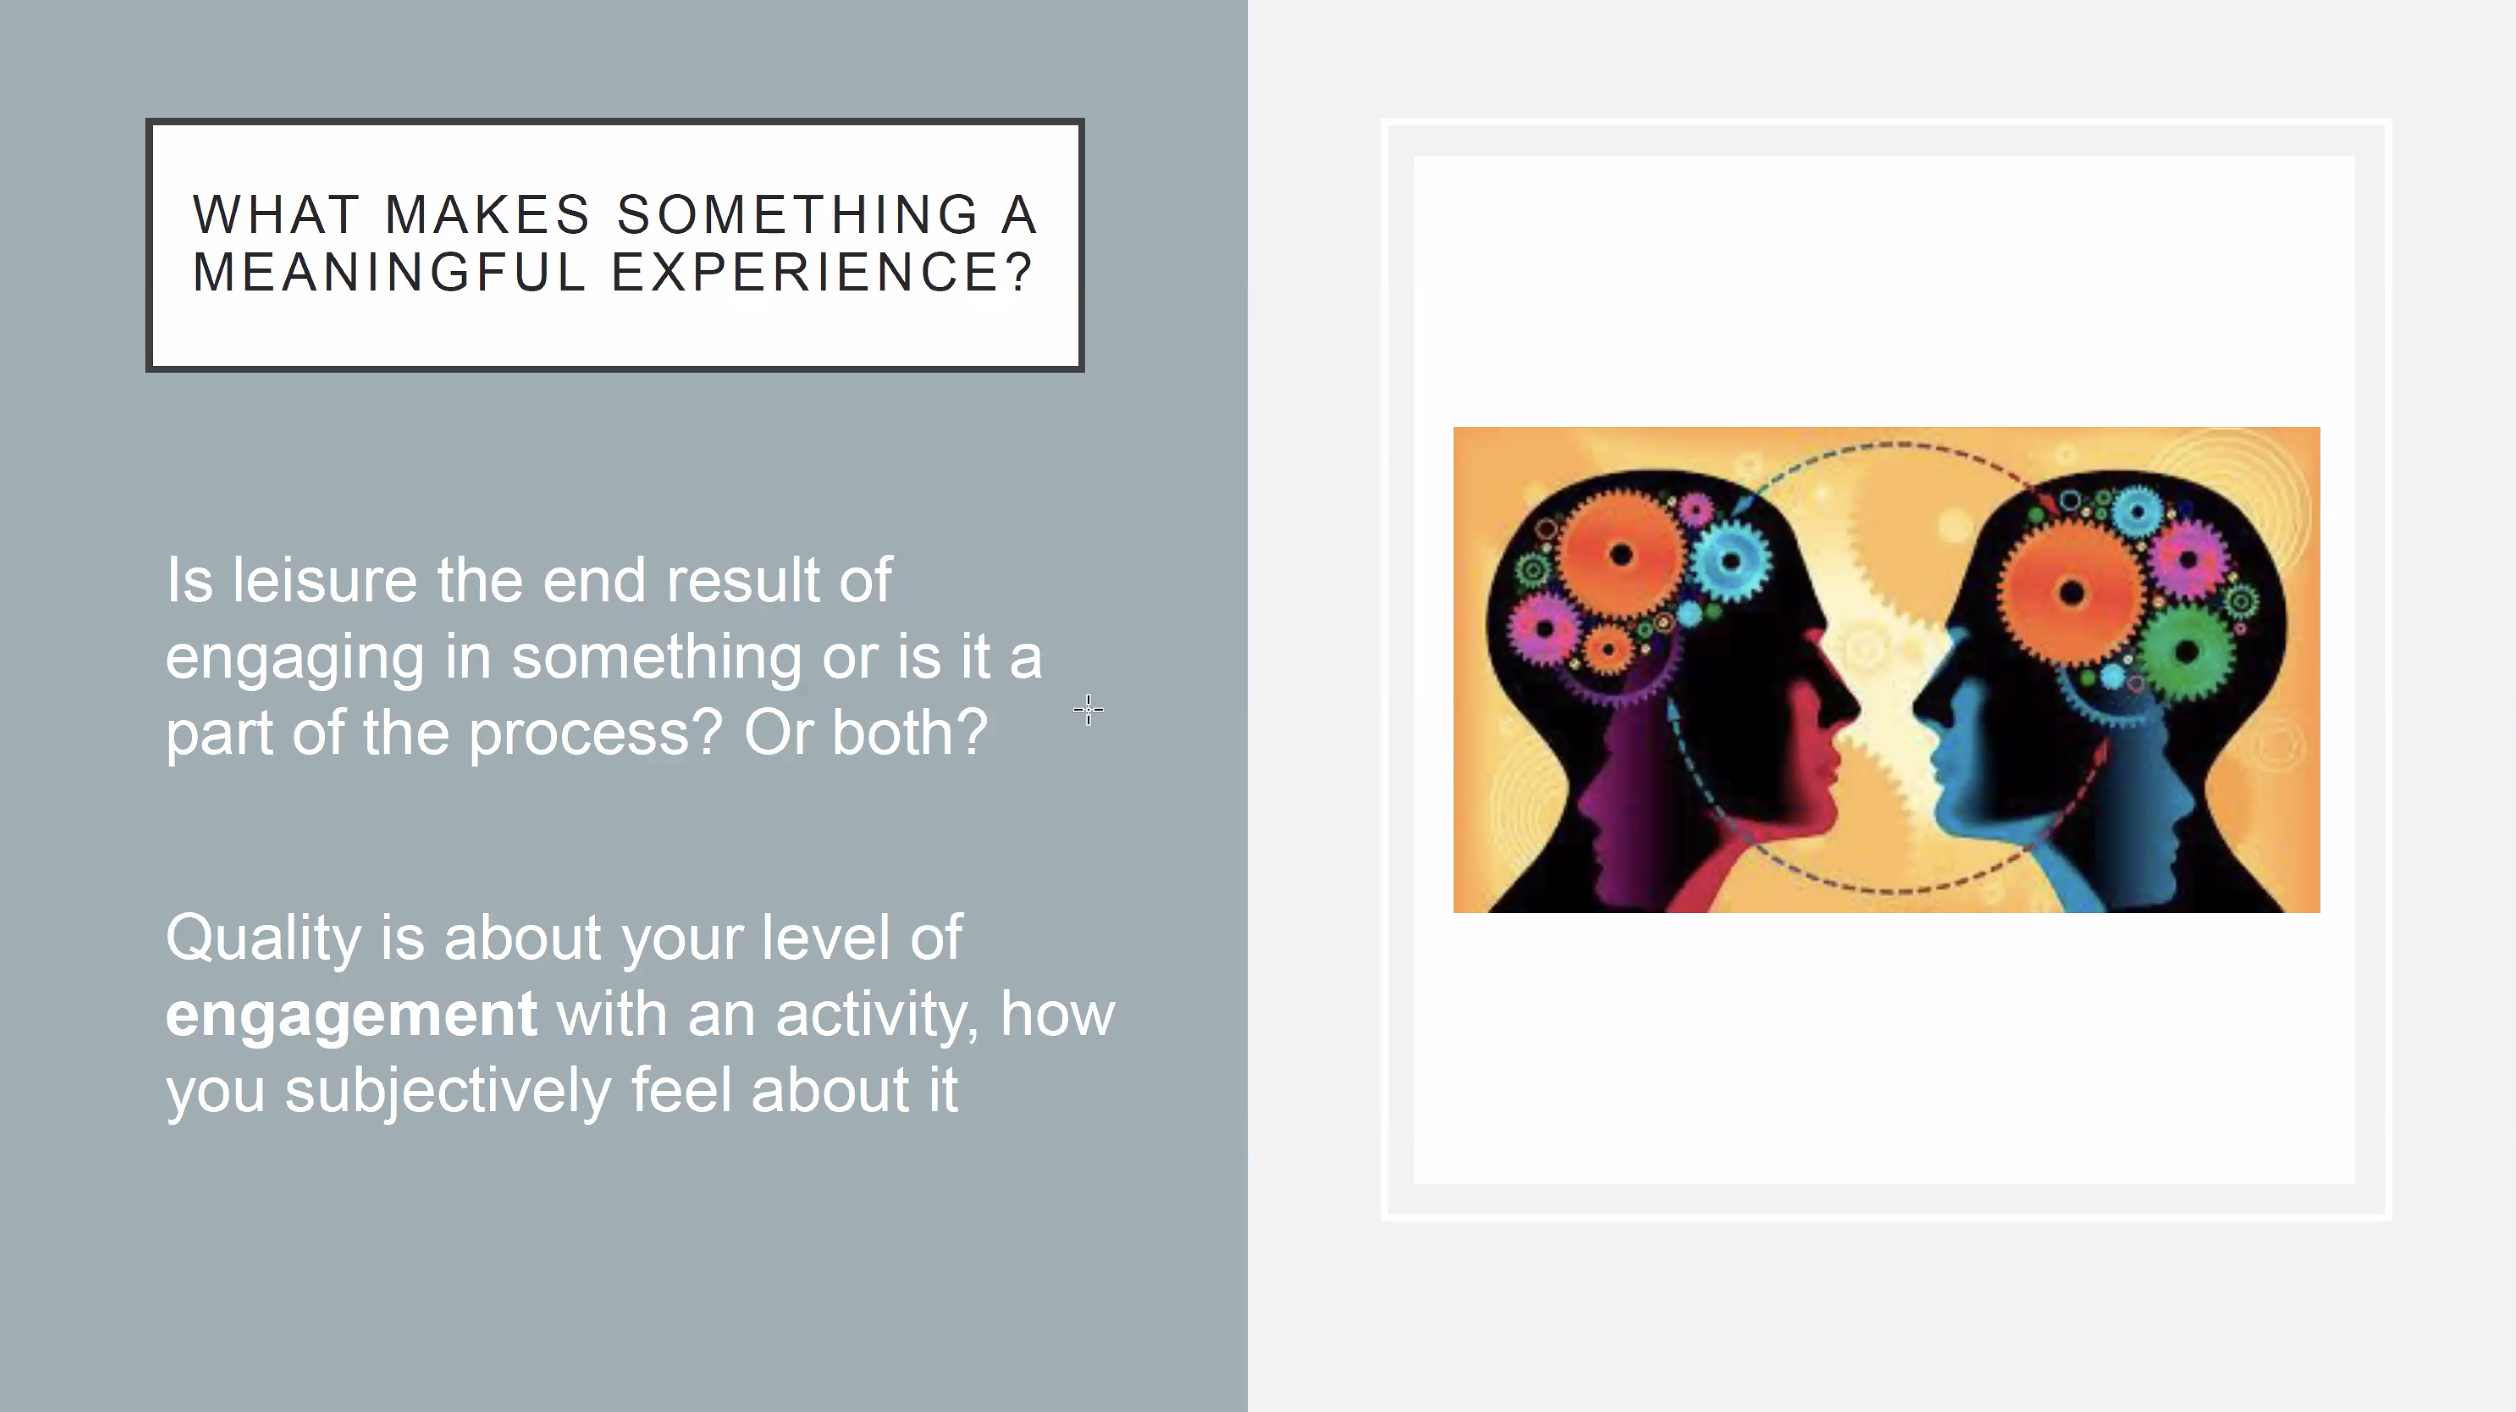 WHAT MAKES SOMETHING A
MEANINGFUL EXPERIENCE?
Is leisure the end result of
engaging in something or is it a
part of the process? Or both?
Quality is about your level of
engagement with an activity, how
you subjectively feel about it